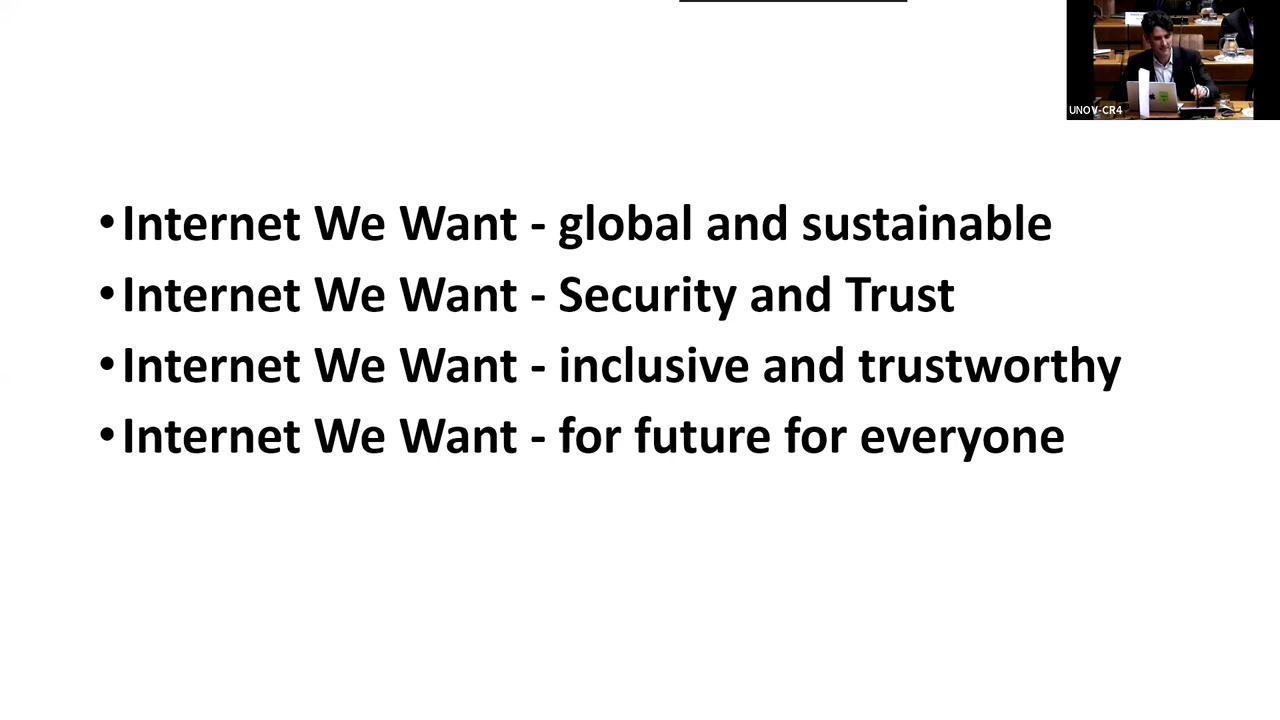 UNOV-CR4
•Internet We Want - global and sustainable
•Internet We Want - Security and Trust
•Internet We Want - inclusive and trustworthy
•Internet We Want - for future for everyone